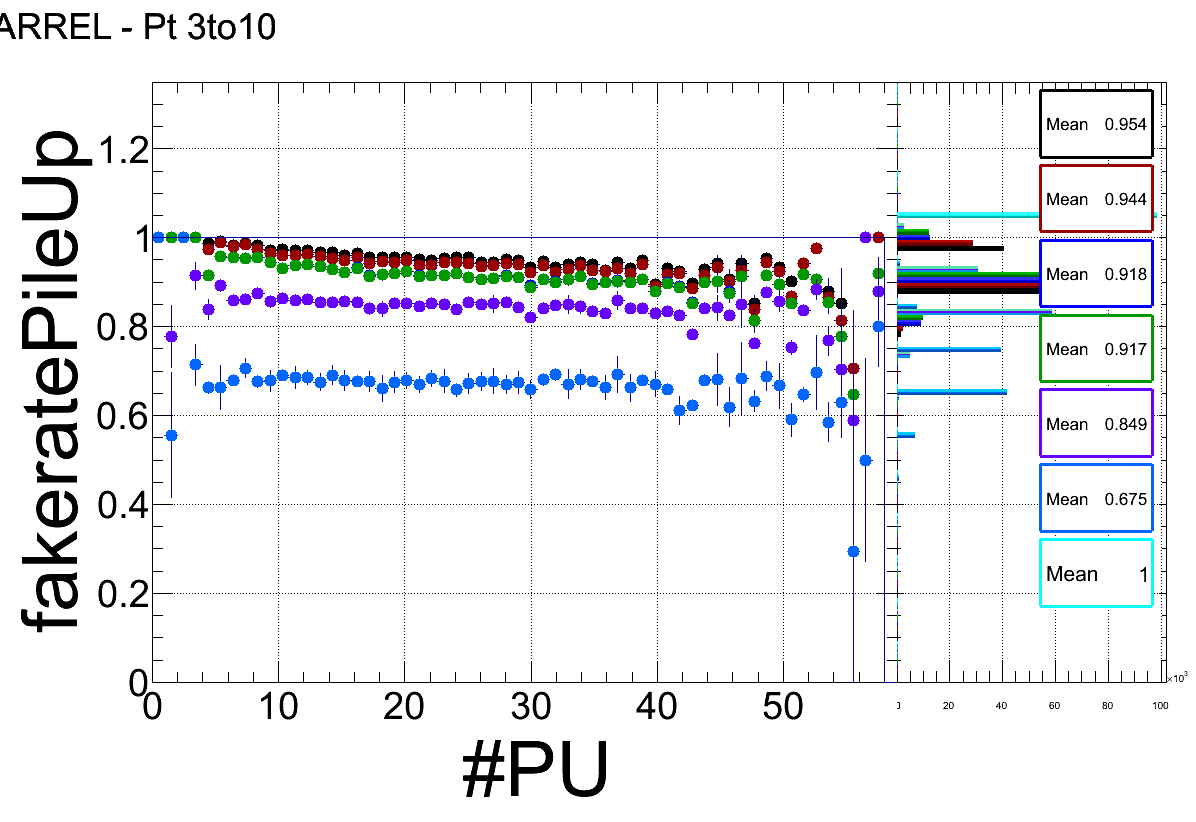 ARREL - Pt 3to10
fakeratePileUp
1.2
1
0.8
0.6
0.4
0.2
0
0 10 20 30 40 50
#PU
Mean 0.954
Mean 0.944
Mean 0.918
Mean 0.917
Mean 0.849
Mean 0.675
Mean 1
×10³
20 40 60 80 100